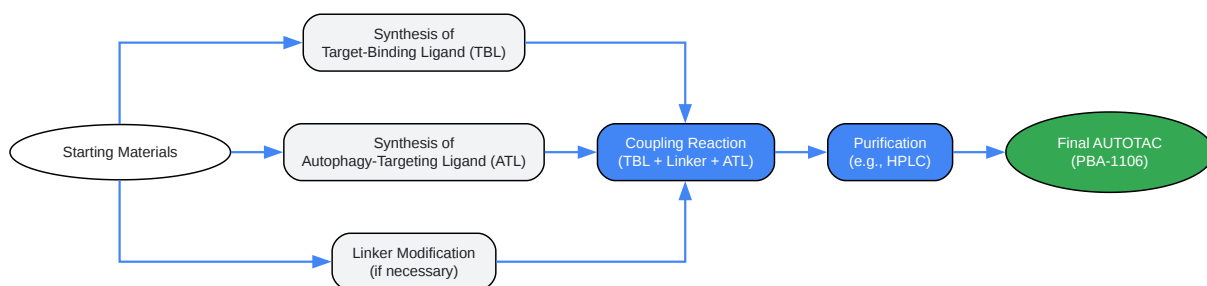 Synthesis of
Target-Binding Ligand (TBL)
Starting Materials
Synthesis of
Autophagy-Targeting Ligand (ATL)
Coupling Reaction
(TBL + Linker + ATL)
Purification
(e.g., HPLC)
Final AUTOTAC
(PBA-1106)
Linker Modification
(if necessary)